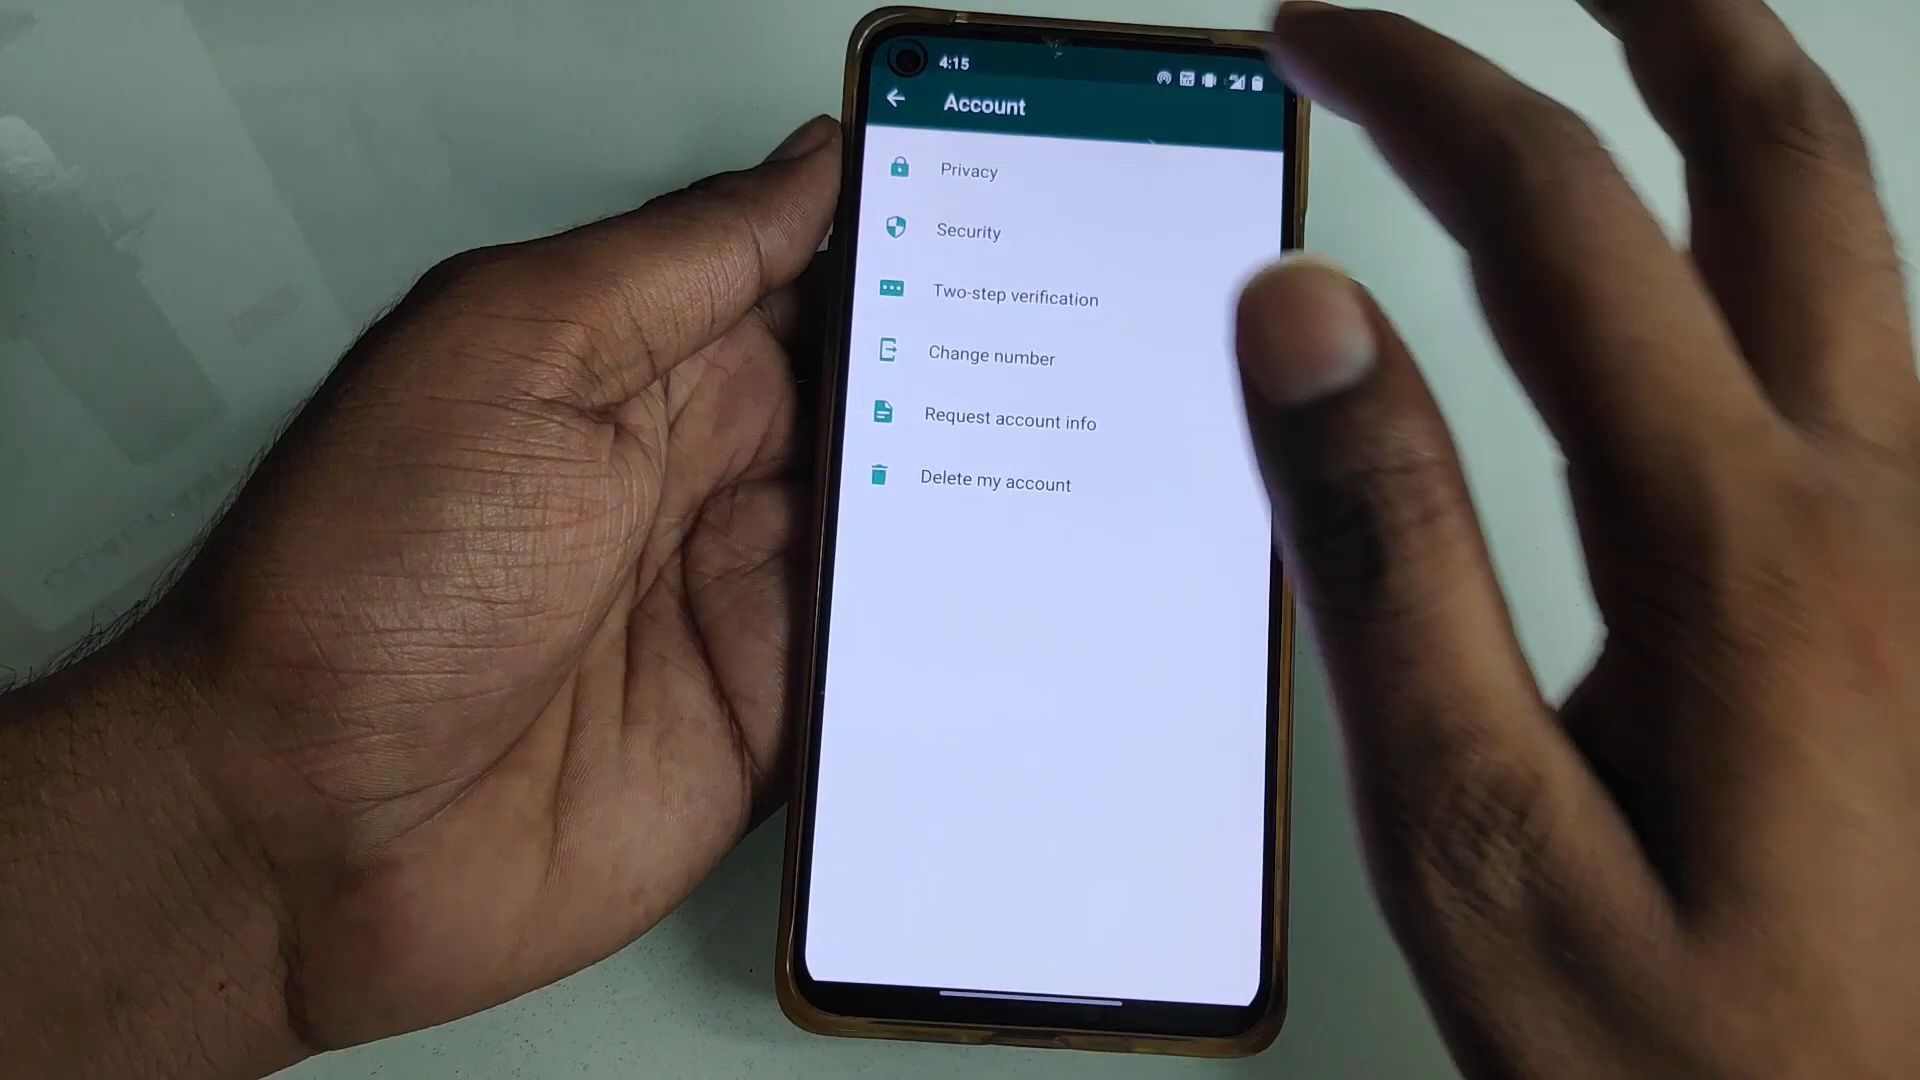 4:15
Account
Privacy
Security
Two-step verification
Change number
Request account info
Delete my account